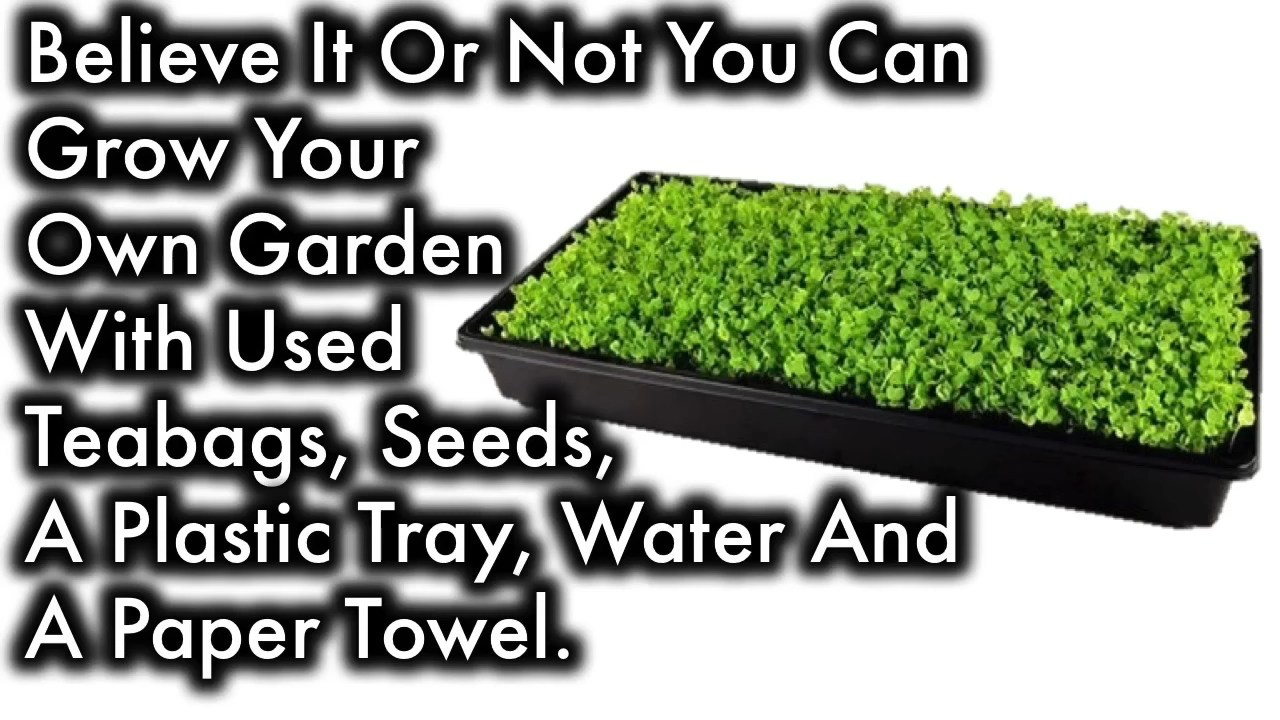 Believe It Or Not You Can
Grow Your
Own Garden
With Used
Teabags, Seeds,
A Plastic Tray, Water And
A Paper Towel.